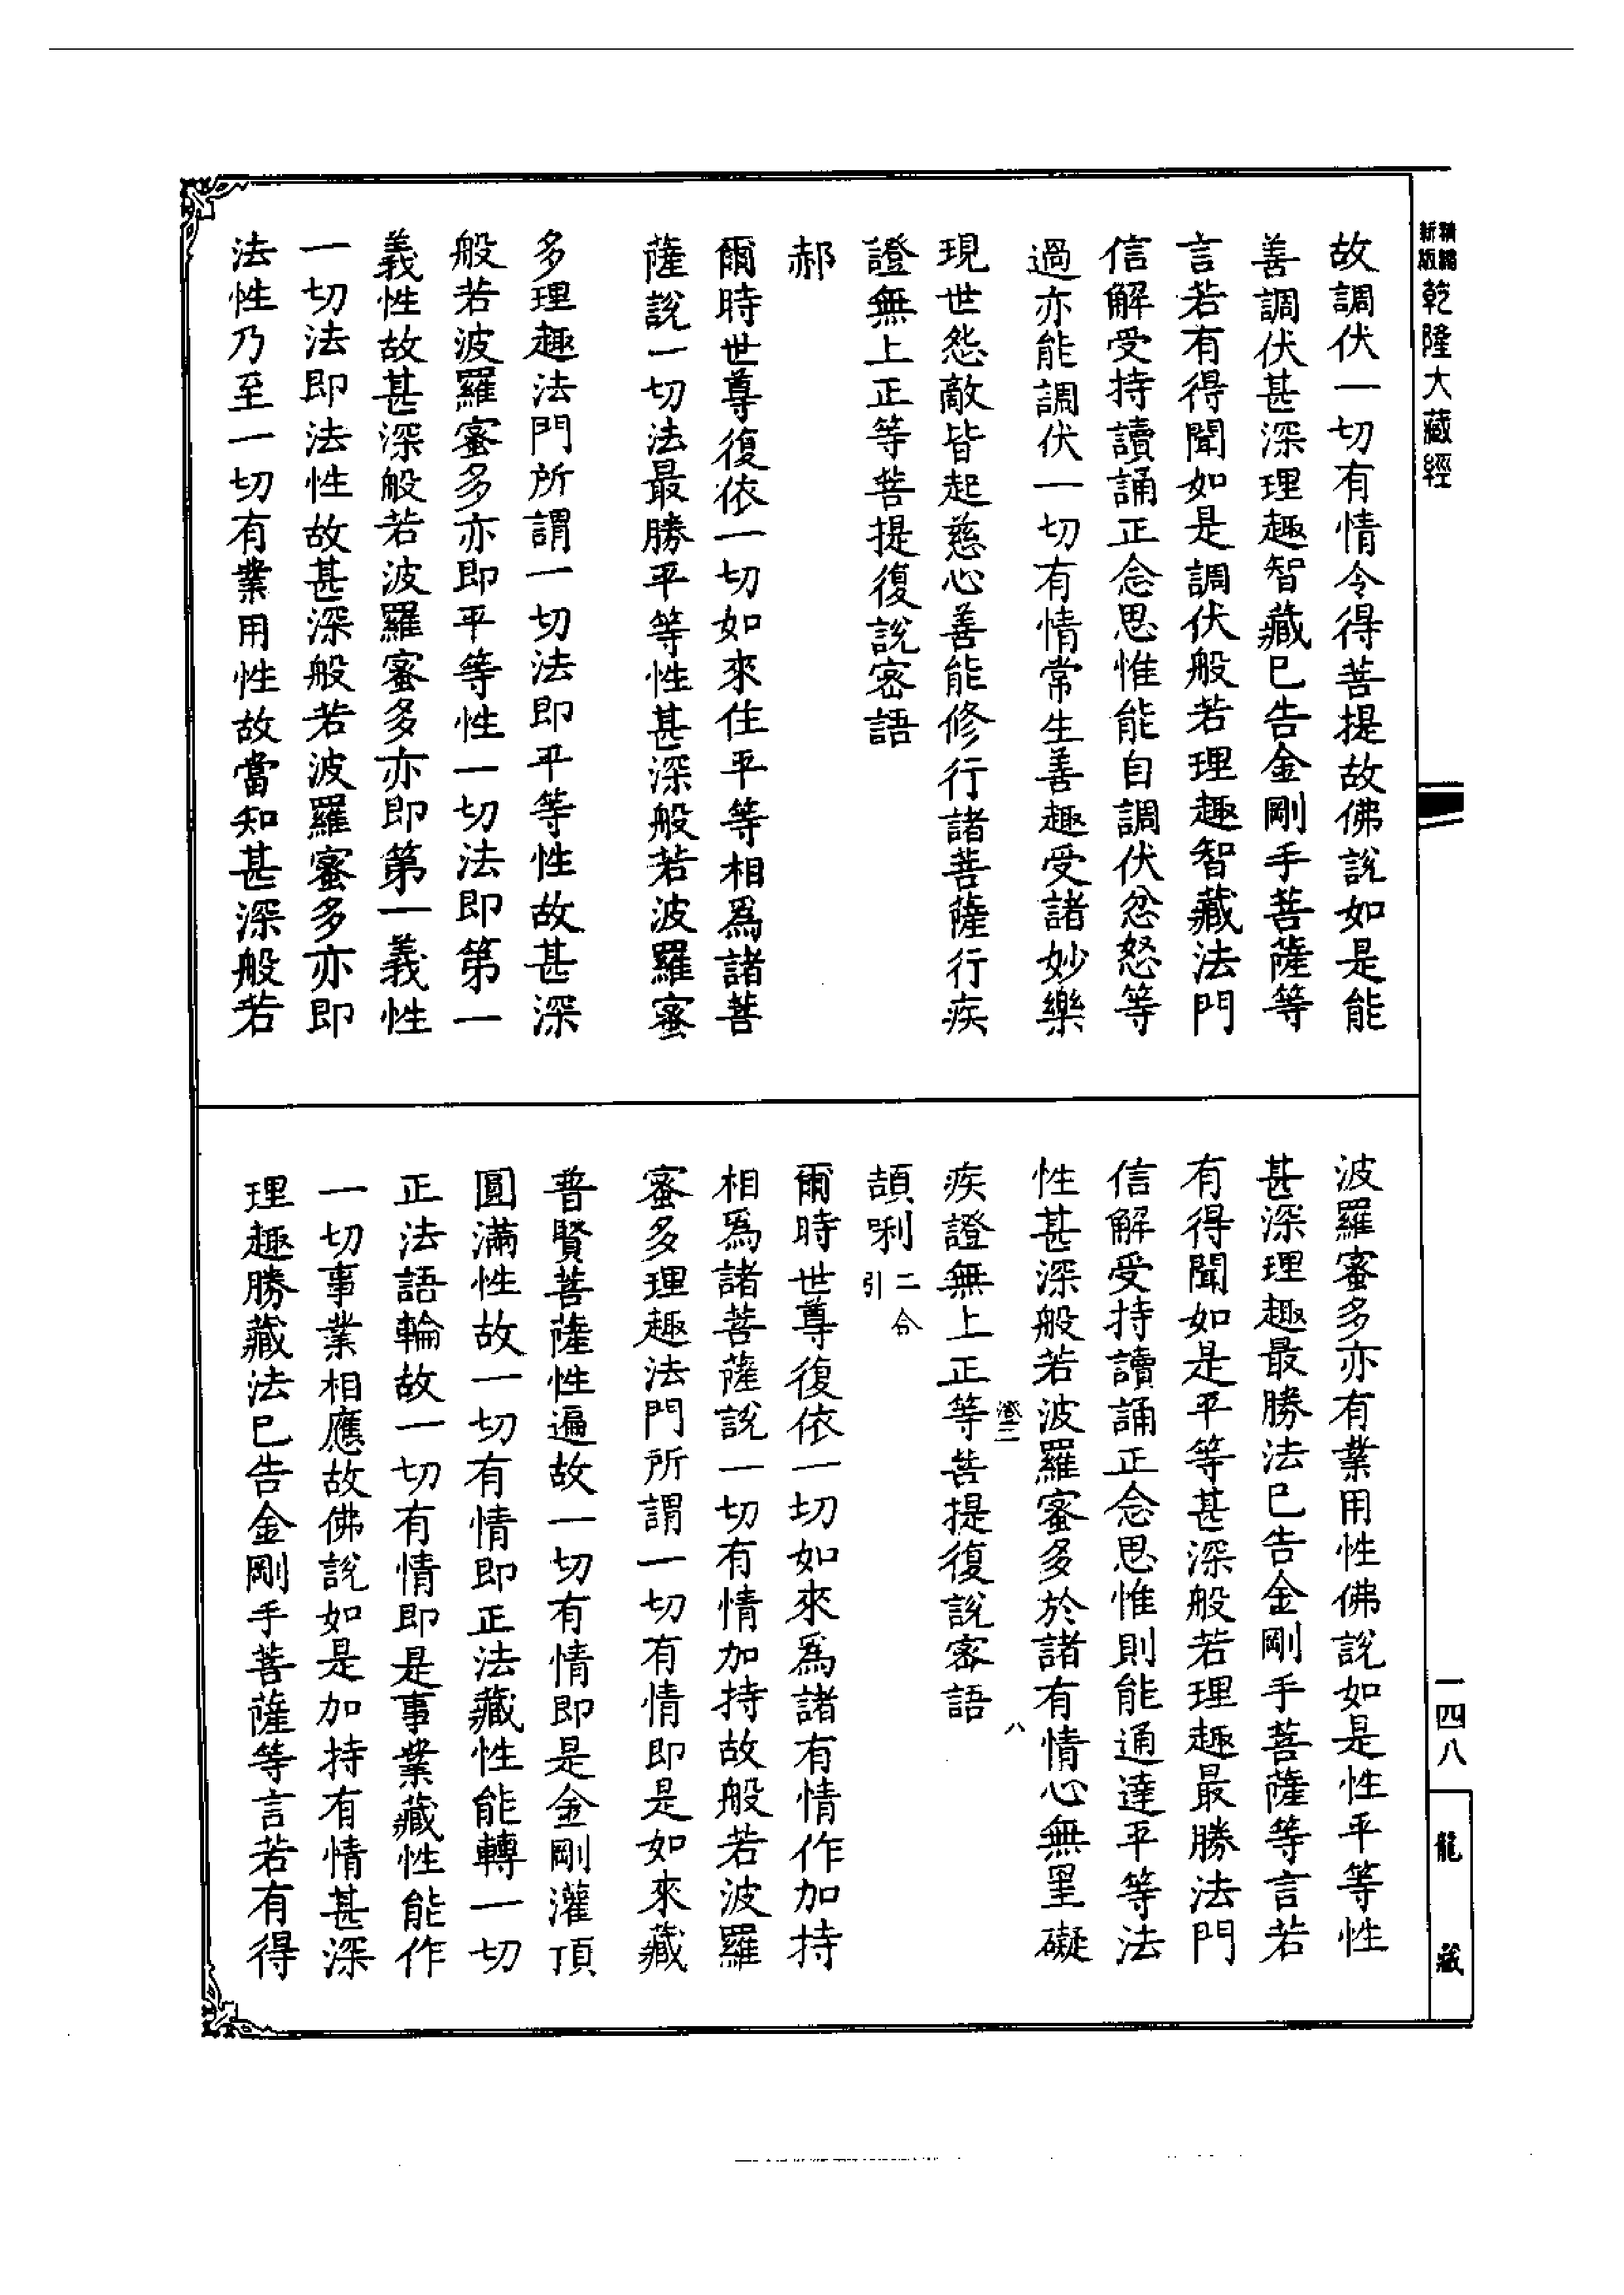 新編
精縮
乾隆大藏經
故調伏一切有情令得菩提故佛說如是能
善調伏甚深理趣智藏已告金剛手菩薩等
言若有得聞如是調伏般若理趣智藏法門
信解受持讀誦正念思惟能自調伏忿怒等
過亦能調伏一切有情常生善趣受諸妙樂
現世怨敵皆起慈心善能修行諸菩薩行疾
證無上正等菩提復說密語
郝
爾時世尊復依一切如來住平等相爲諸菩
薩說一切法最勝平等性甚深般若波羅蜜
多理趣法門所謂一切法即平等性故甚深
般若波羅蜜多亦即平等性一切法即第一
義性故甚深般若波羅蜜多亦即第一義性
一切法即法性故甚深般若波羅蜜多亦即
法性乃至一切有業用性故當知甚深般若
波羅蜜多亦有業用性佛說如是性平等性
甚深理趣最勝法已告金剛手菩薩等言若
有得聞如是平等甚深般若理趣最勝法門
信解受持讀誦正念思惟則能通達平等法
性甚深般若波羅蜜多於諸有情心無罣礙
八
疾證無上正等菩提復說密語
頡唎二合引
爾時世尊復依一切如來爲諸有情作加持
相爲諸菩薩說一切有情加持故般若波羅
蜜多理趣法門所謂一切有情即是如來藏
普賢菩薩性遍故一切有情即是金剛灌頂
圓滿性故一切有情即正法藏性能轉一切
正法語輪故一切有情即是事業藏性能作
一切事業相應故佛說如是加持有情甚深
理趣勝藏法已告金剛手菩薩等言若有得
一四八
龍藏